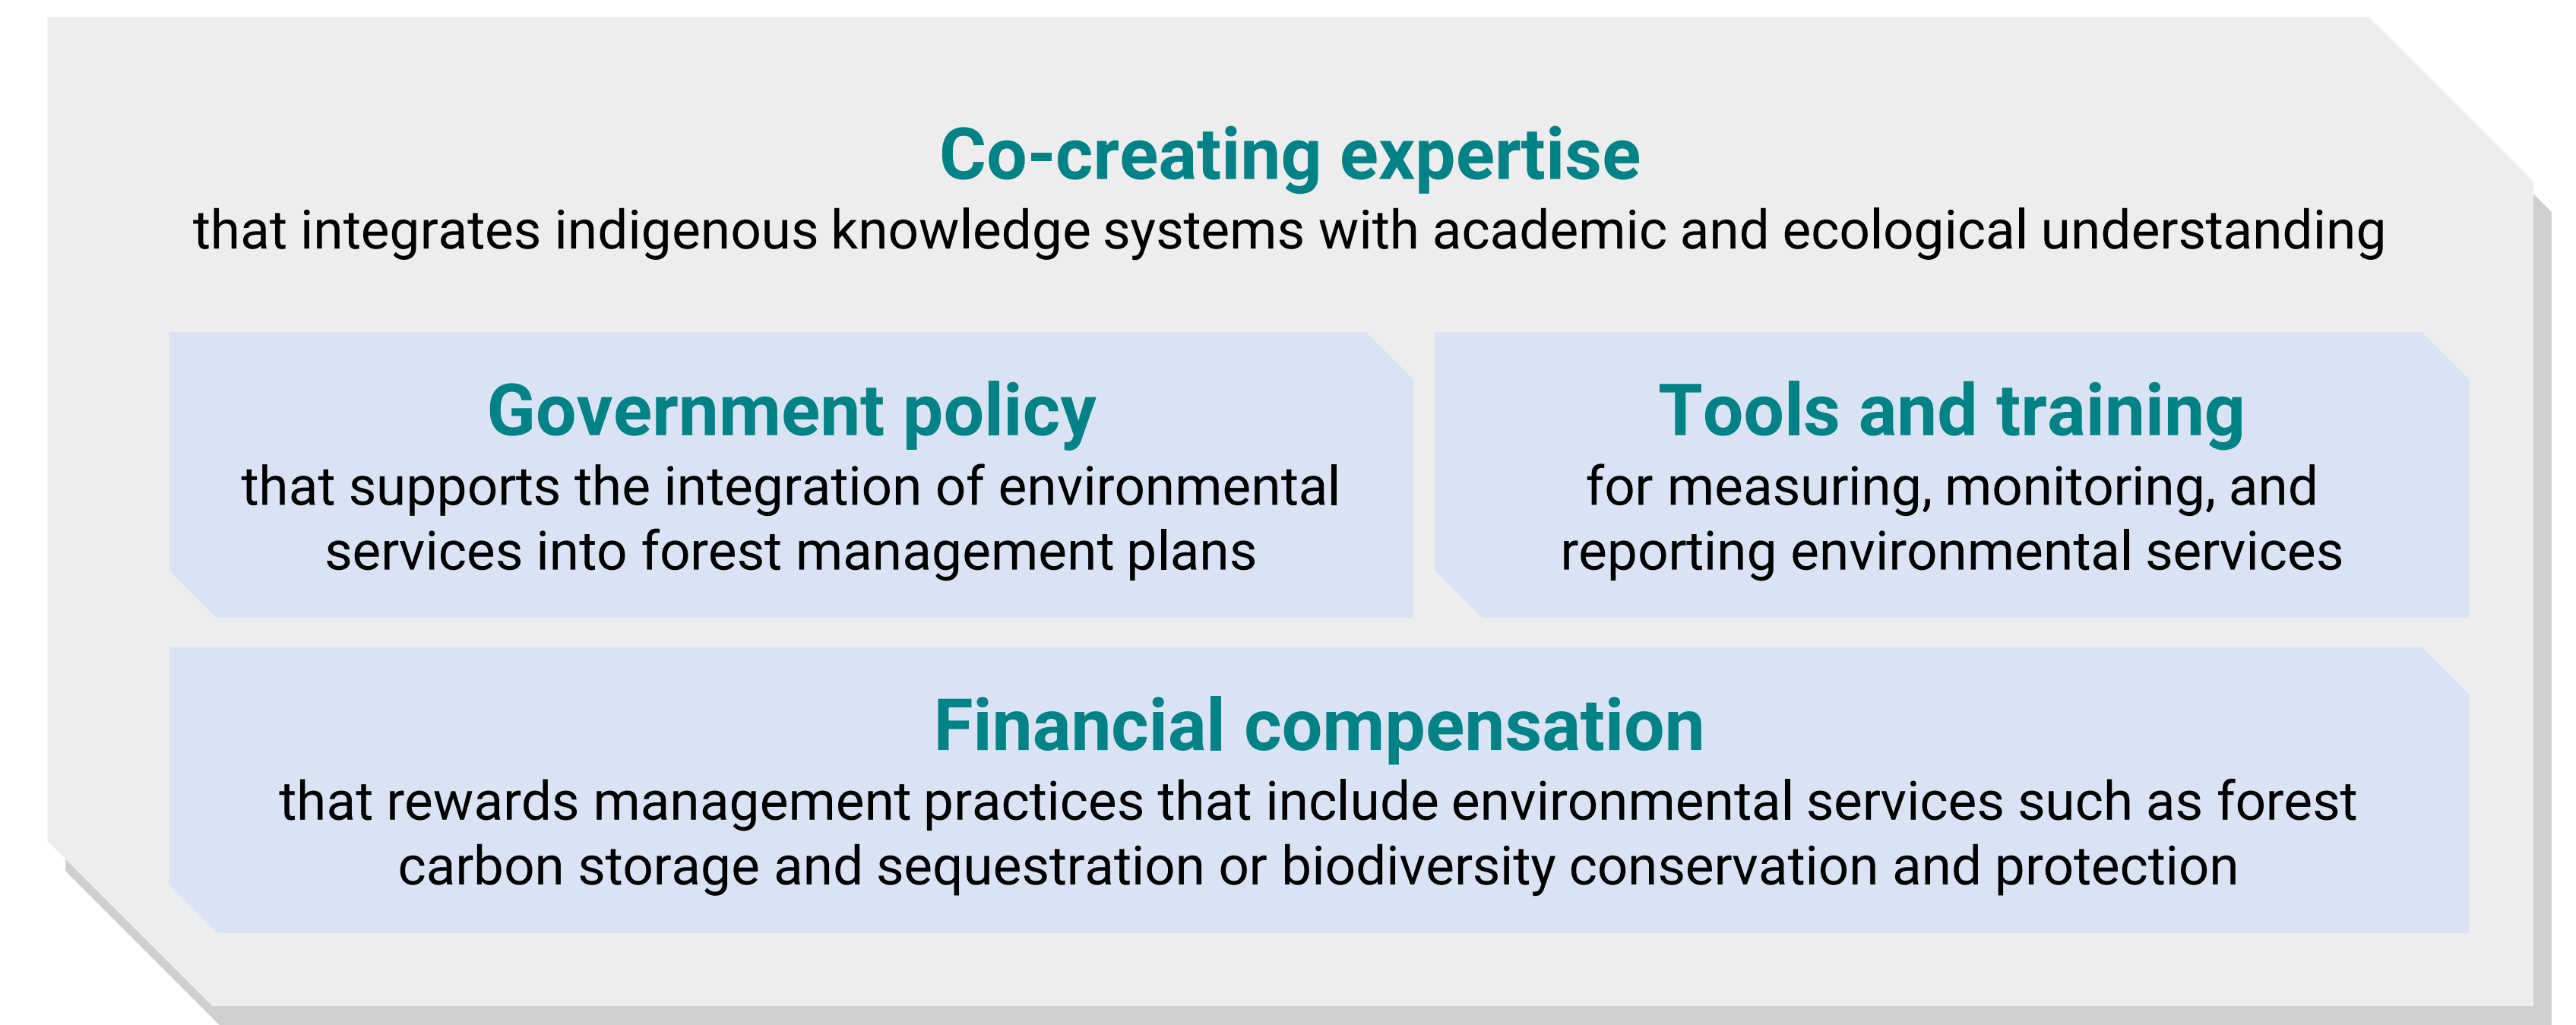 Co-creating expertise
that integrates indigenous knowledge systems with academic and ecological understanding
Government policy
that supports the integration of environmental
services into forest management plans
Tools and training
for measuring, monitoring, and
reporting environmental services
Financial compensation
that rewards management practices that include environmental services such as forest
carbon storage and sequestration or biodiversity conservation and protection